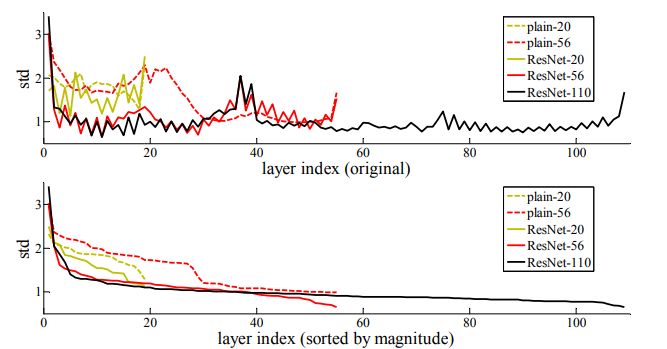 3
2
1
std
0
20
40
60
80
100
layer index (original)
plain-20
plain-56
ResNet-20
ResNet-56
ResNet-110
3
2
1
std
0
20
40
60
80
100
layer index (sorted by magnitude)
plain-20
plain-56
ResNet-20
ResNet-56
ResNet-110